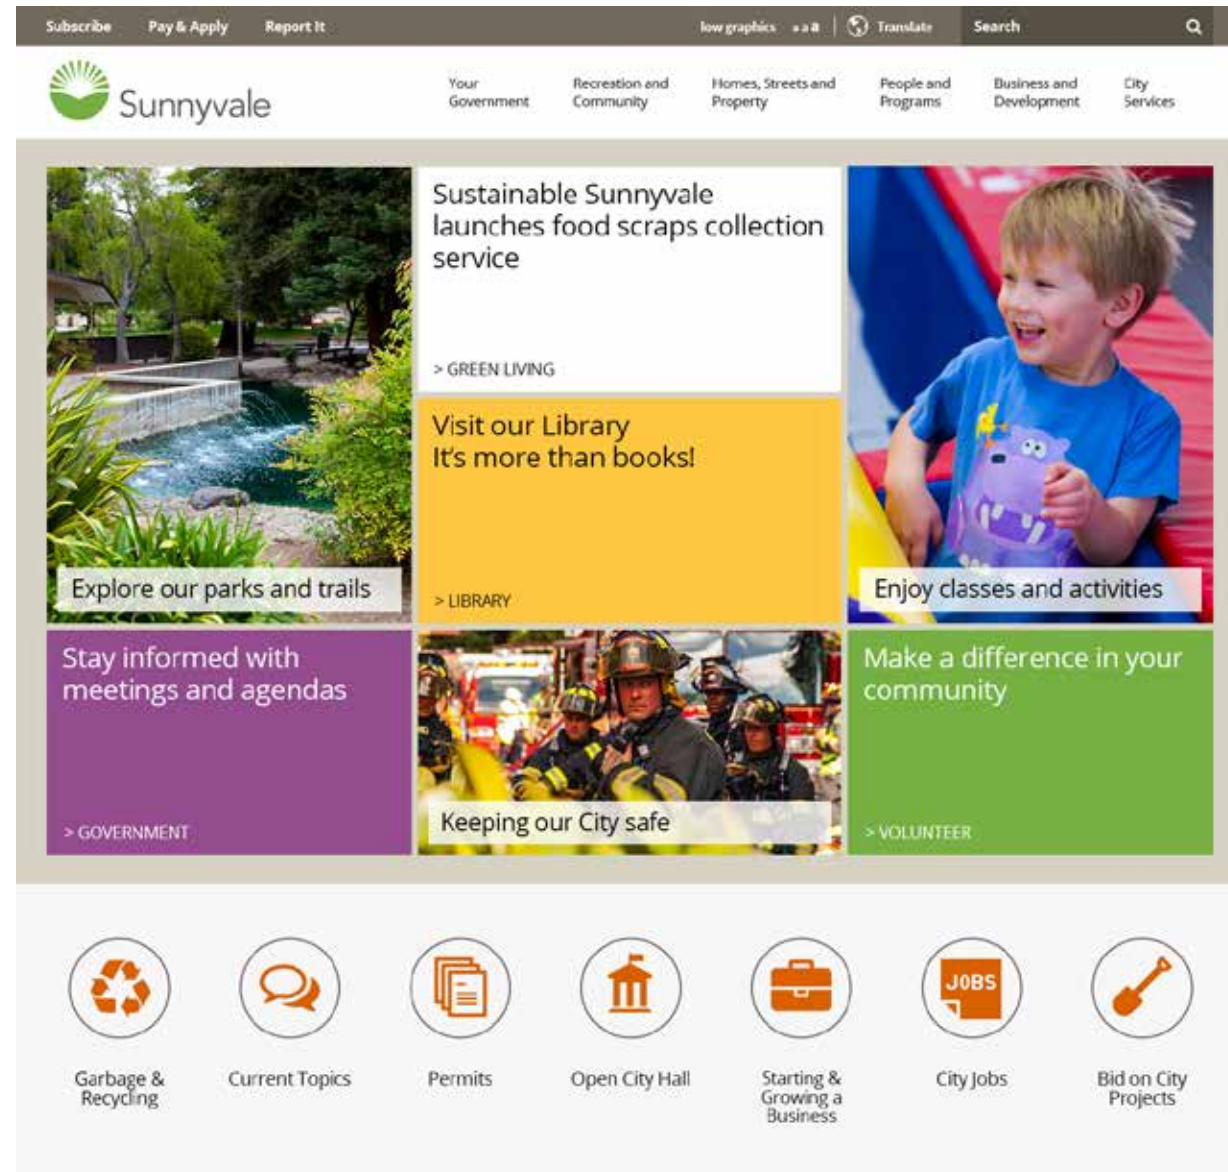 Subscribe Pay & Apply Report It low graphics a a a Translate Search
Sunnyvale
Your
Government
Recreation and
Community
Homes, Streets and
Property
People and
Programs
Business and
Development
City
Services
Explore our parks and trails
Sustainable Sunnyvale
launches food scraps collection
service
> GREEN LIVING
Visit our Library
It's more than books!
> LIBRARY
Enjoy classes and activities
Stay informed with
meetings and agendas
> GOVERNMENT
Keeping our City safe
Make a difference in your
community
> VOLUNTEER
Garbage &
Recycling
Current Topics
Permits
Open City Hall
Starting &
Growing a
Business
JOBS
City Jobs
Bid on City
Projects